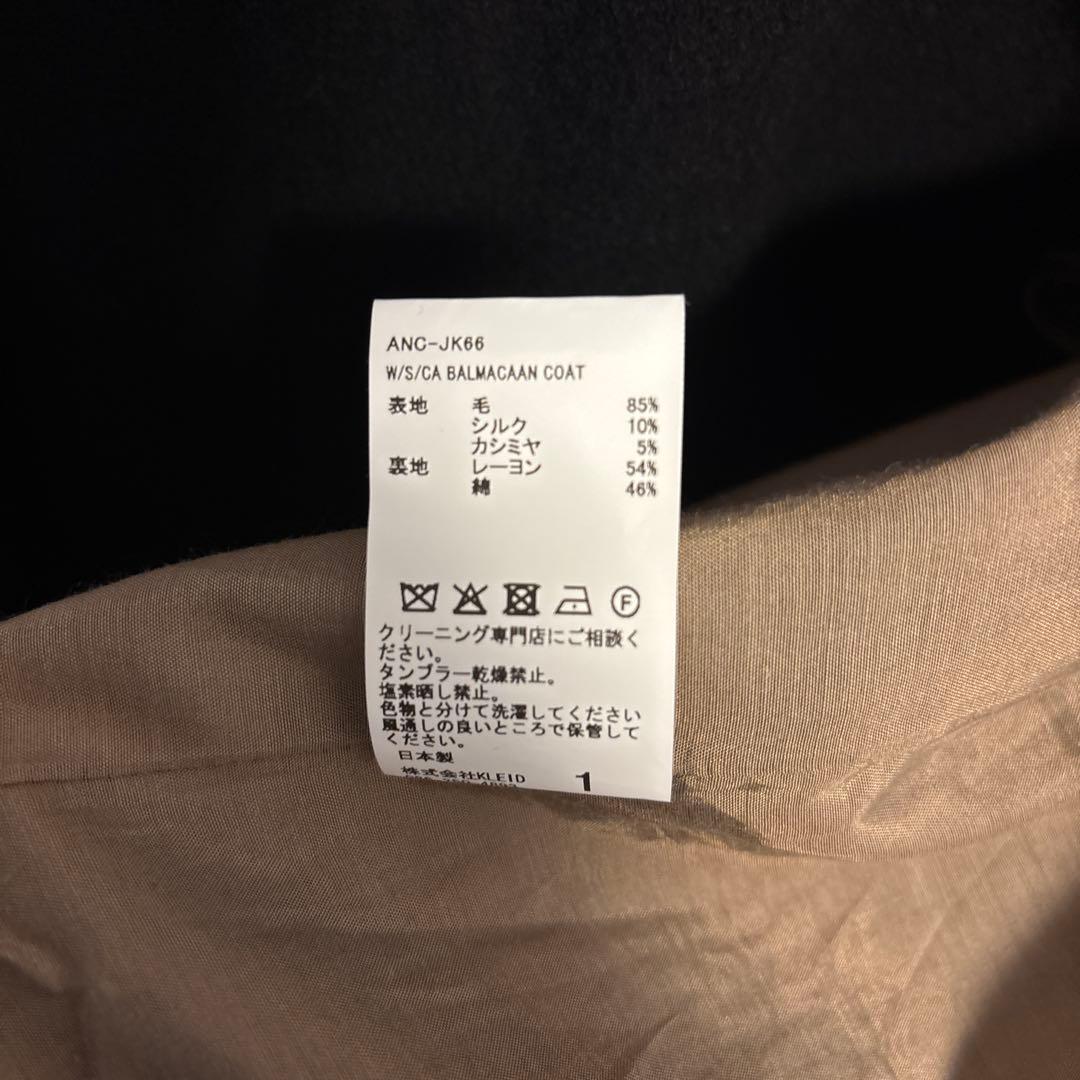 ANC-JK66
W/S/CA BALMACAAN COAT
表地 毛 85%
シルク 10%
カシミヤ 5%
裏地 レーヨン 54%
綿 46%
F
クリーニング専門店にご相談く
ださい。
タンブラー乾燥禁止。
塩素晒し禁止。
色物と分けて洗濯してください
風通しの良いところで保管して
ください。
日本製
株式会社KLEID 1